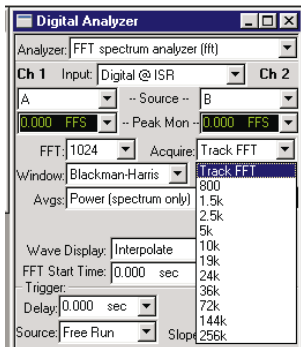 Digital Analyzer
Analyzer: FFT spectrum analyzer (fft)
Ch 1 Input: Digital @ ISR Ch 2
A -- Source -- B
0.000 FFS -- Peak Mon -- 0.000 FFS
FFT: 1024 Acquire: Track FFT
Window: Blackman-Harris
Avgs: Power (spectrum only)
Track FFT
800
1.5k
2.5k
5k
10k
19k
24k
36k
72k
144k
256k
Wave Display: Interpolate
FFT Start Time: 0.000 sec
Trigger:
Delay: 0.000 sec
Source: Free Run Slope